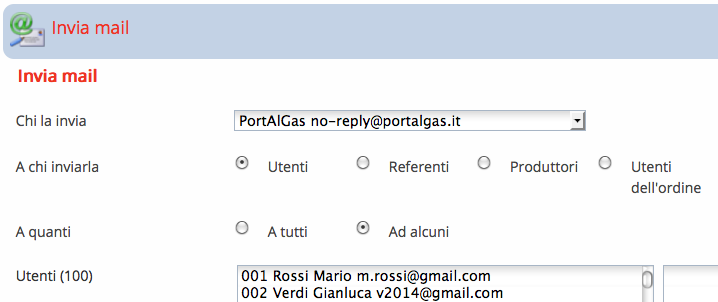 Invia mail
Invia mail
Chi la invia PortAlGas no-reply@portalgas.it
A chi inviarla Utenti Referenti Produttori Utenti dell'ordine
A quanti A tutti Ad alcuni
Utenti (100) 001 Rossi Mario m.rossi@gmail.com
002 Verdi Gianluca v2014@gmail.com